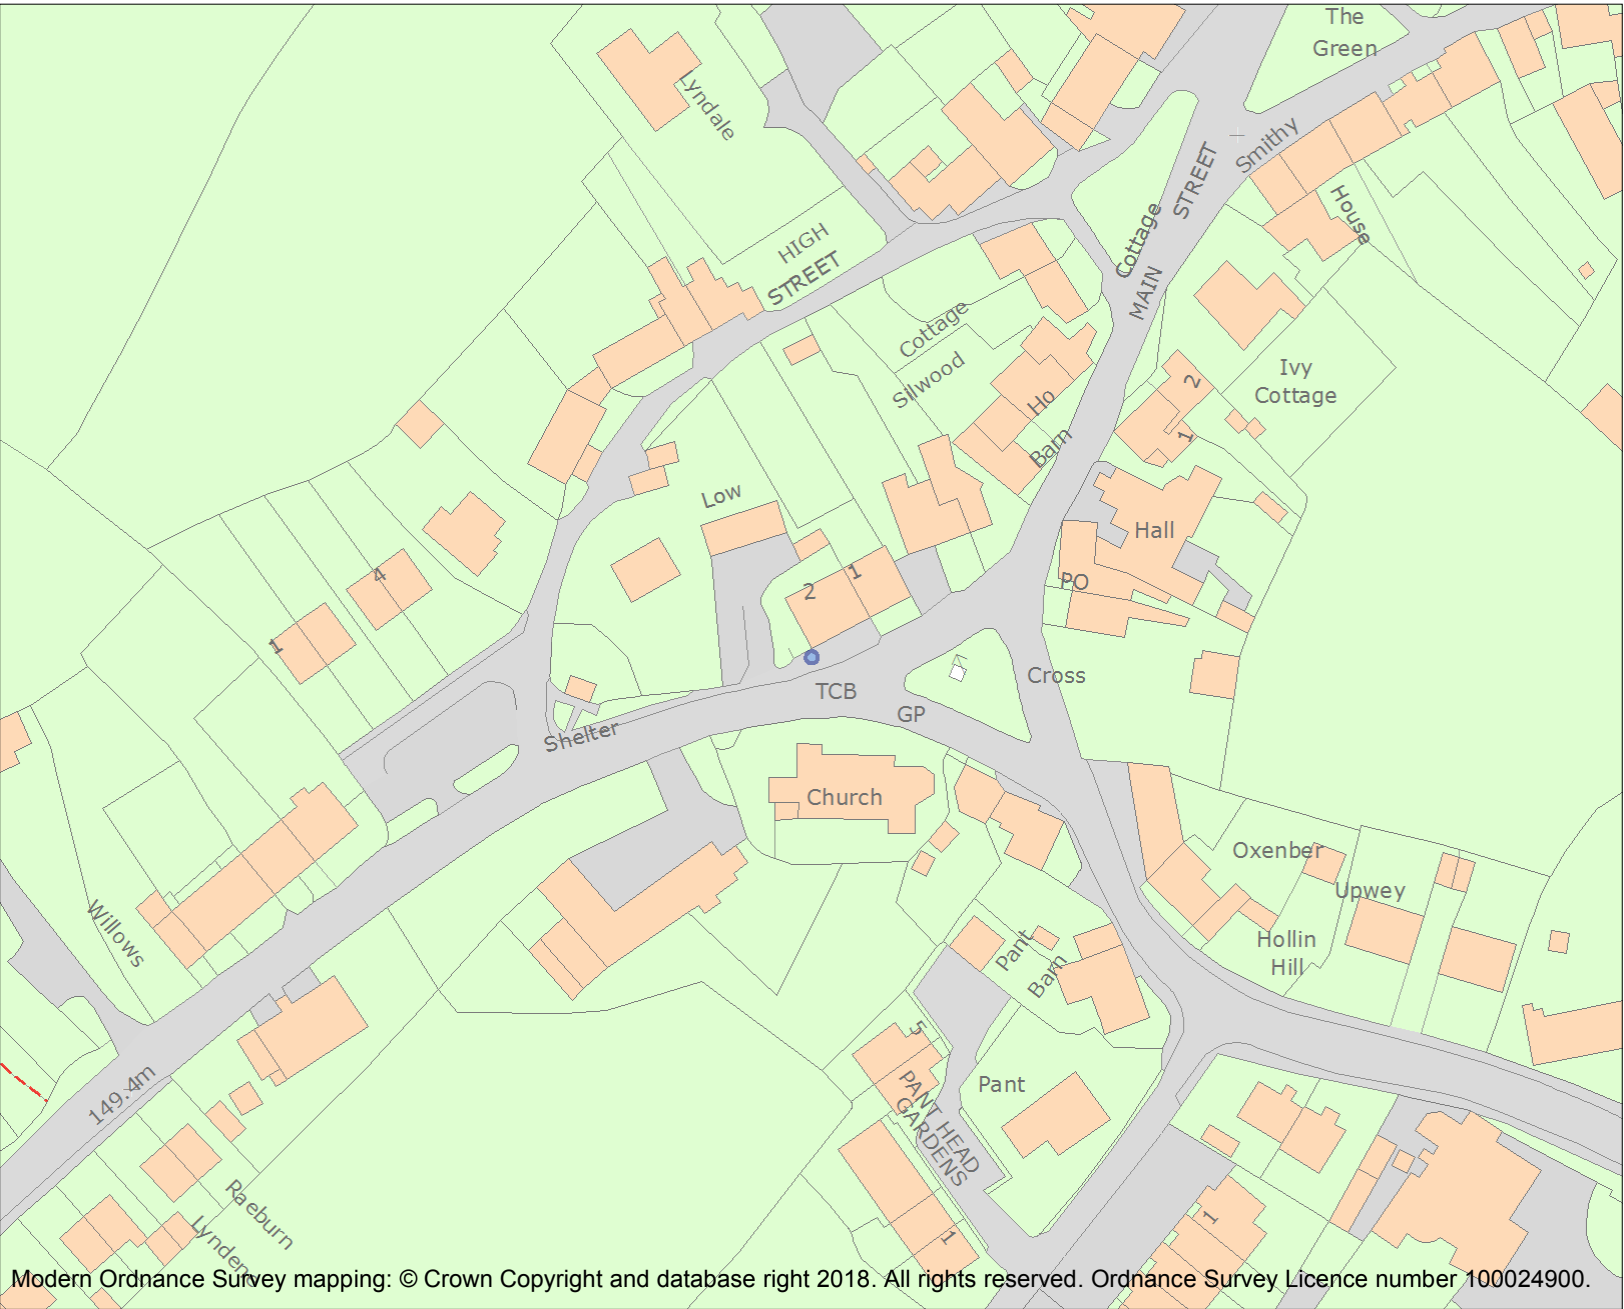 The
Green
Lyndale
Smithy
STREET
House
Cottage
HIGH
STREET
MAIN
Cottage
Silwood
Ivy
Cottage
2
Ho
1
Barn
Low
Hall
4
1
2
PO
1
Cross
TCB
GP
Shelter
Church
Oxenber
Upwey
Willows
Hollin
Hill
Pant
Barn
5
Pant
149.4m
PANT HEAD
GARDENS
Raeburn
Lyndene
1
1
Modern Ordnance Survey mapping: © Crown Copyright and database right 2018. All rights reserved. Ordnance Survey Licence number 100024900.